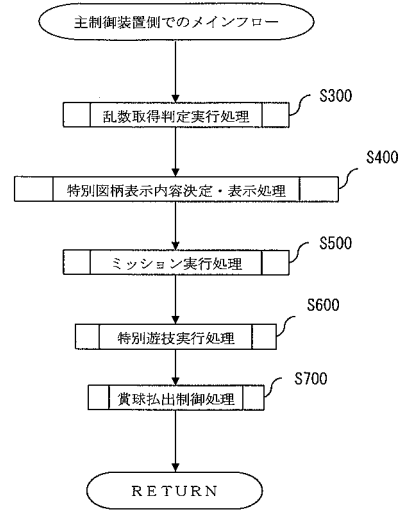 主制御装置側でのメインフロー
S300
乱数取得判定実行処理
S400
特別図柄表示内容決定・表示処理
S500
ミッション実行処理
S600
特別遊技実行処理
S700
賞球払出制御処理
RETURN